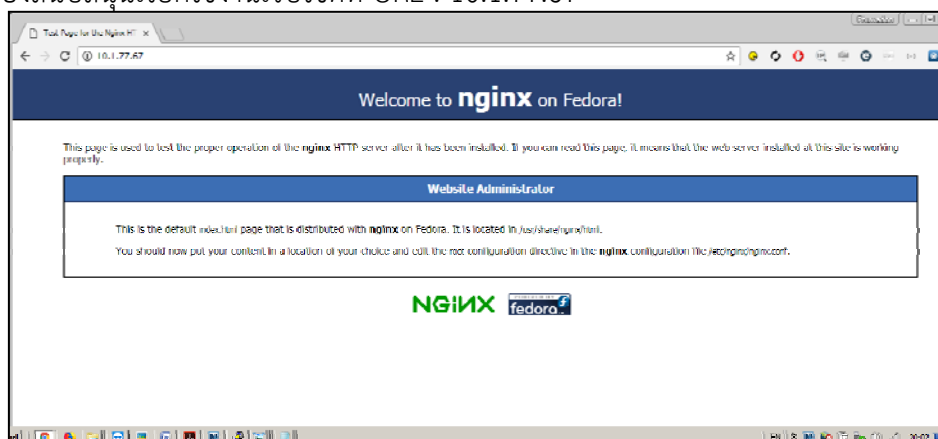 Test Page for the Nginx HT
10.1.77.67
Welcome to nginx on Fedora!
This page is used to test the proper operation of the nginx HTTP server after it has been installed. If you can read this page, it means that the web server installed at this site is working
properly.
Website Administrator
This is the default index.html page that is distributed with nginx on Fedora. It is located in /usr/share/nginx/html.
You should now put your content in a location of your choice and edit the root configuration directive in the nginx configuration file /etc/nginx/nginx.conf.
NGINX fedora
EN